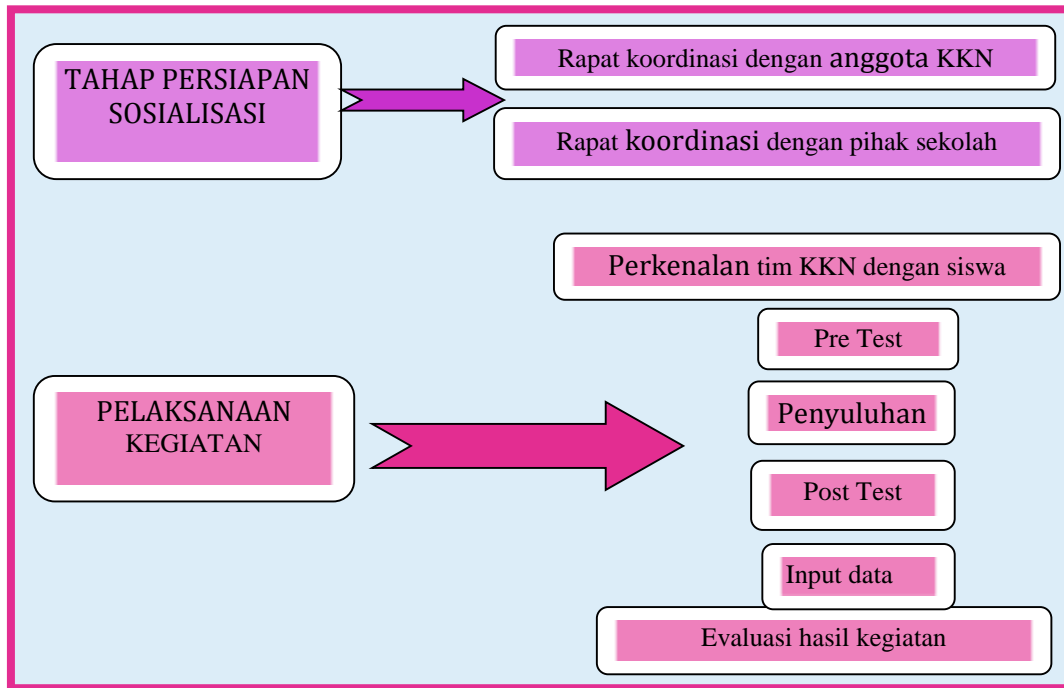 TAHAP PERSIAPAN
SOSIALISASI
Rapat koordinasi dengan anggota KKN
Rapat koordinasi dengan pihak sekolah
PELAKSANAAN
KEGIATAN
Perkenalan tim KKN dengan siswa
Pre Test
Penyuluhan
Post Test
Input data
Evaluasi hasil kegiatan